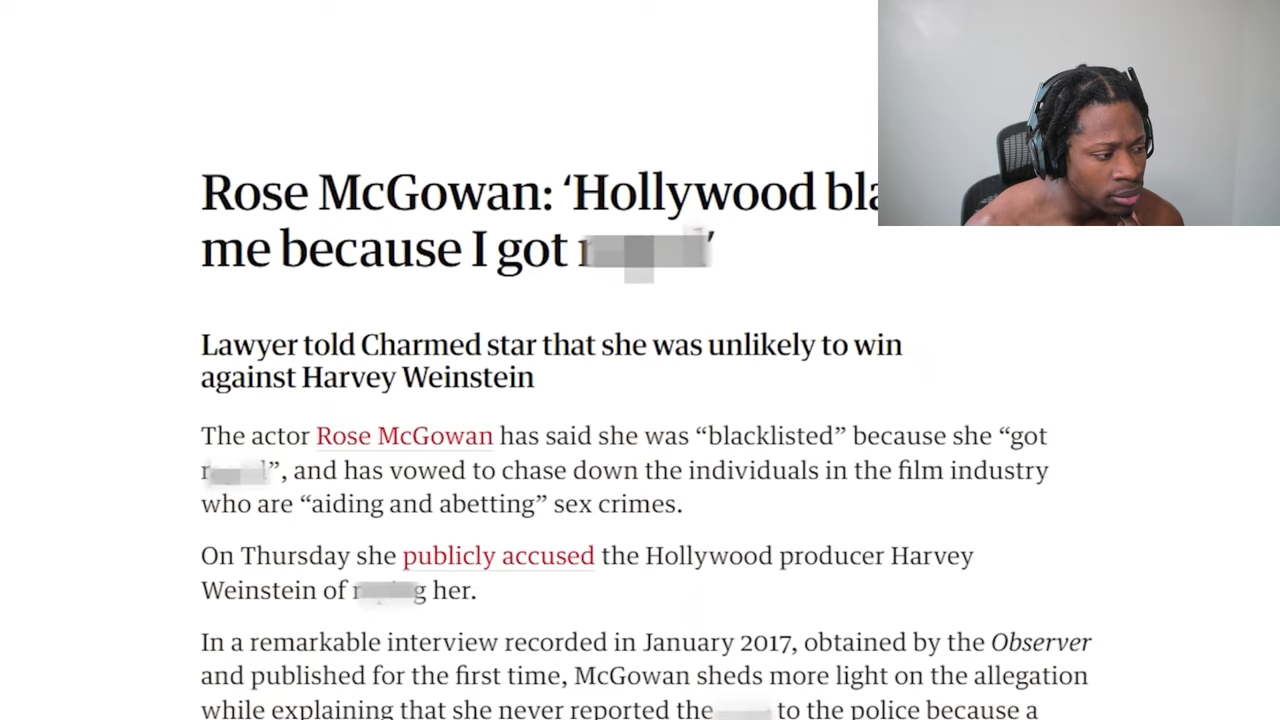 Rose McGowan: ‘Hollywood
me because I got
Lawyer told Charmed star that she was unlikely to win
against Harvey Weinstein
The actor Rose McGowan has said she was “blacklisted” because she “got
”, and has vowed to chase down the individuals in the film industry
who are “aiding and abetting” sex crimes.
On Thursday she publicly accused the Hollywood producer Harvey
Weinstein of her.
In a remarkable interview recorded in January 2017, obtained by the Observer
and published for the first time, McGowan sheds more light on the allegation
while explaining that she never reported the to the police because a